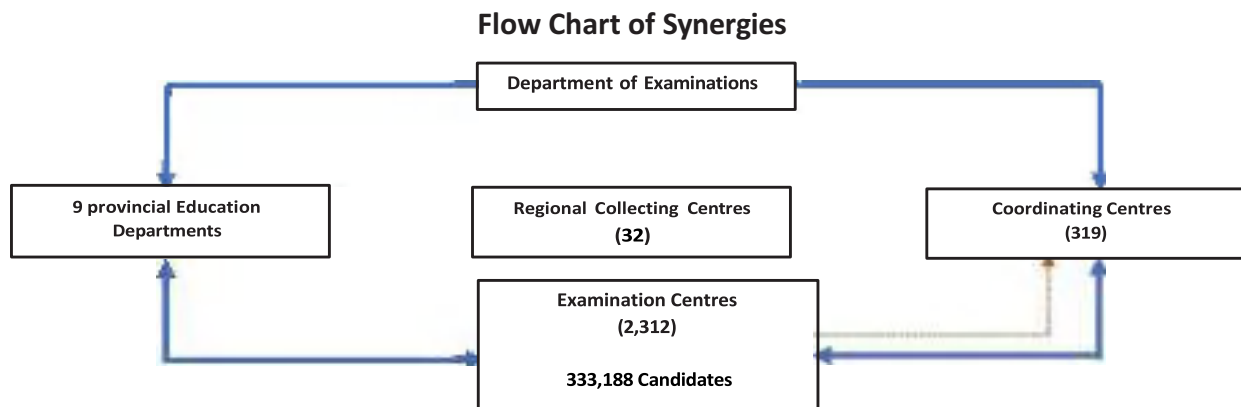 Flow Chart of Synergies
Department of Examinations
9 provincial Education
Departments
Regional Collecting Centres
(32)
Coordinating Centres
(319)
Examination Centres
(2,312)
333,188 Candidates